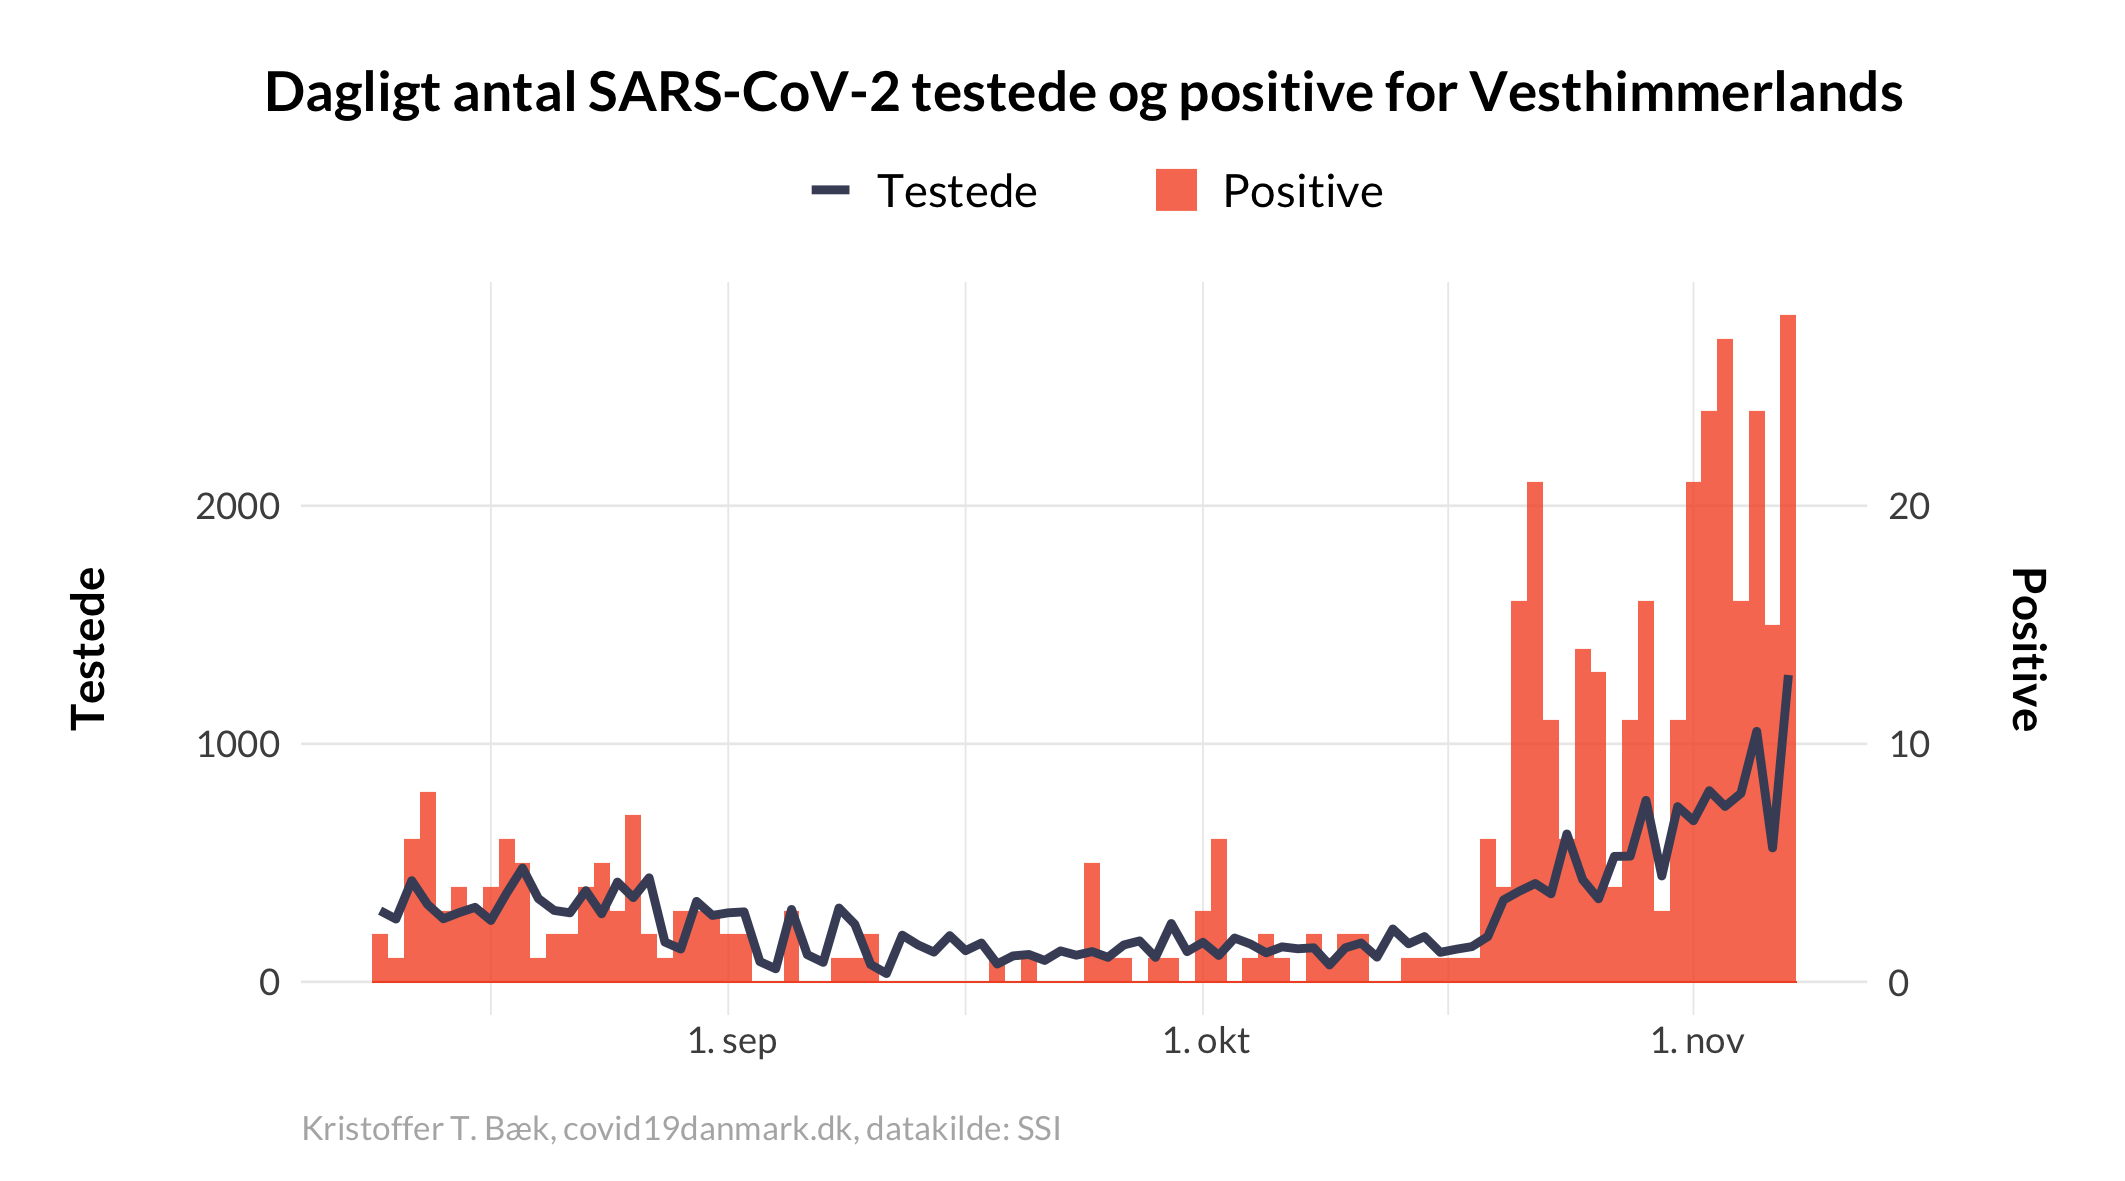 Dagligt antal SARS-CoV-2 testede og positive for Vesthimmerlands
Testede
Positive
Testede
2000
1000
0
20
10
0
Positive
1. sep
1. okt
1. nov
Kristoffer T. Bæk, covid19danmark.dk, datakilde: SSI